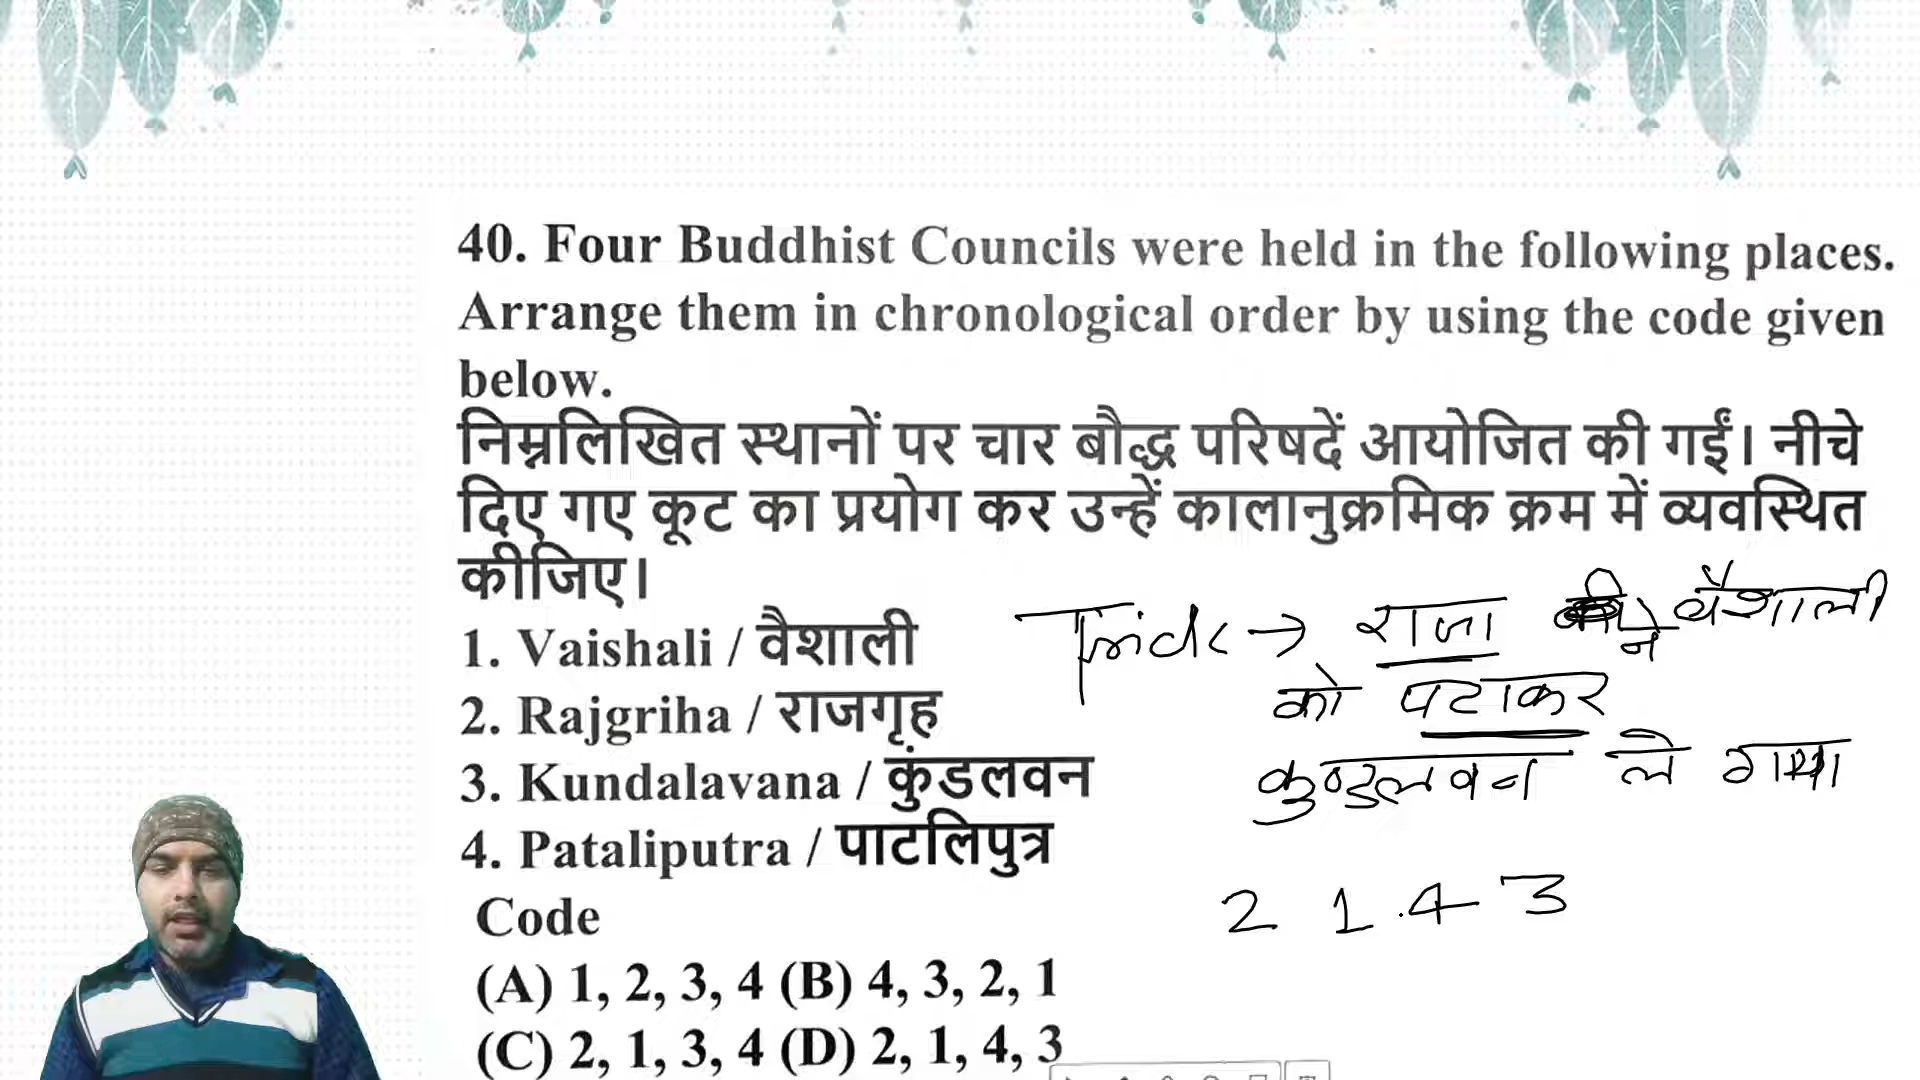 40. Four Buddhist Councils were held in the following places.
Arrange them in chronological order by using the code given
below.
निम्नलिखित स्थानों पर चार बौद्ध परिषदें आयोजित की गईं। नीचे
दिए गए कूट का प्रयोग कर उन्हें कालानुक्रमिक क्रम में व्यवस्थित
कीजिए।
1. Vaishali / वैशाली
2. Rajgriha / राजगृह
3. Kundalavana / कुंडलवन
4. Pataliputra / पाटलिपुत्र
Trick → राजा ने वैशाली
को पटाकर
कुण्डलवन ले गया
2 1 4 3
Code
(A) 1, 2, 3, 4 (B) 4, 3, 2, 1
(C) 2, 1, 3, 4 (D) 2, 1, 4, 3